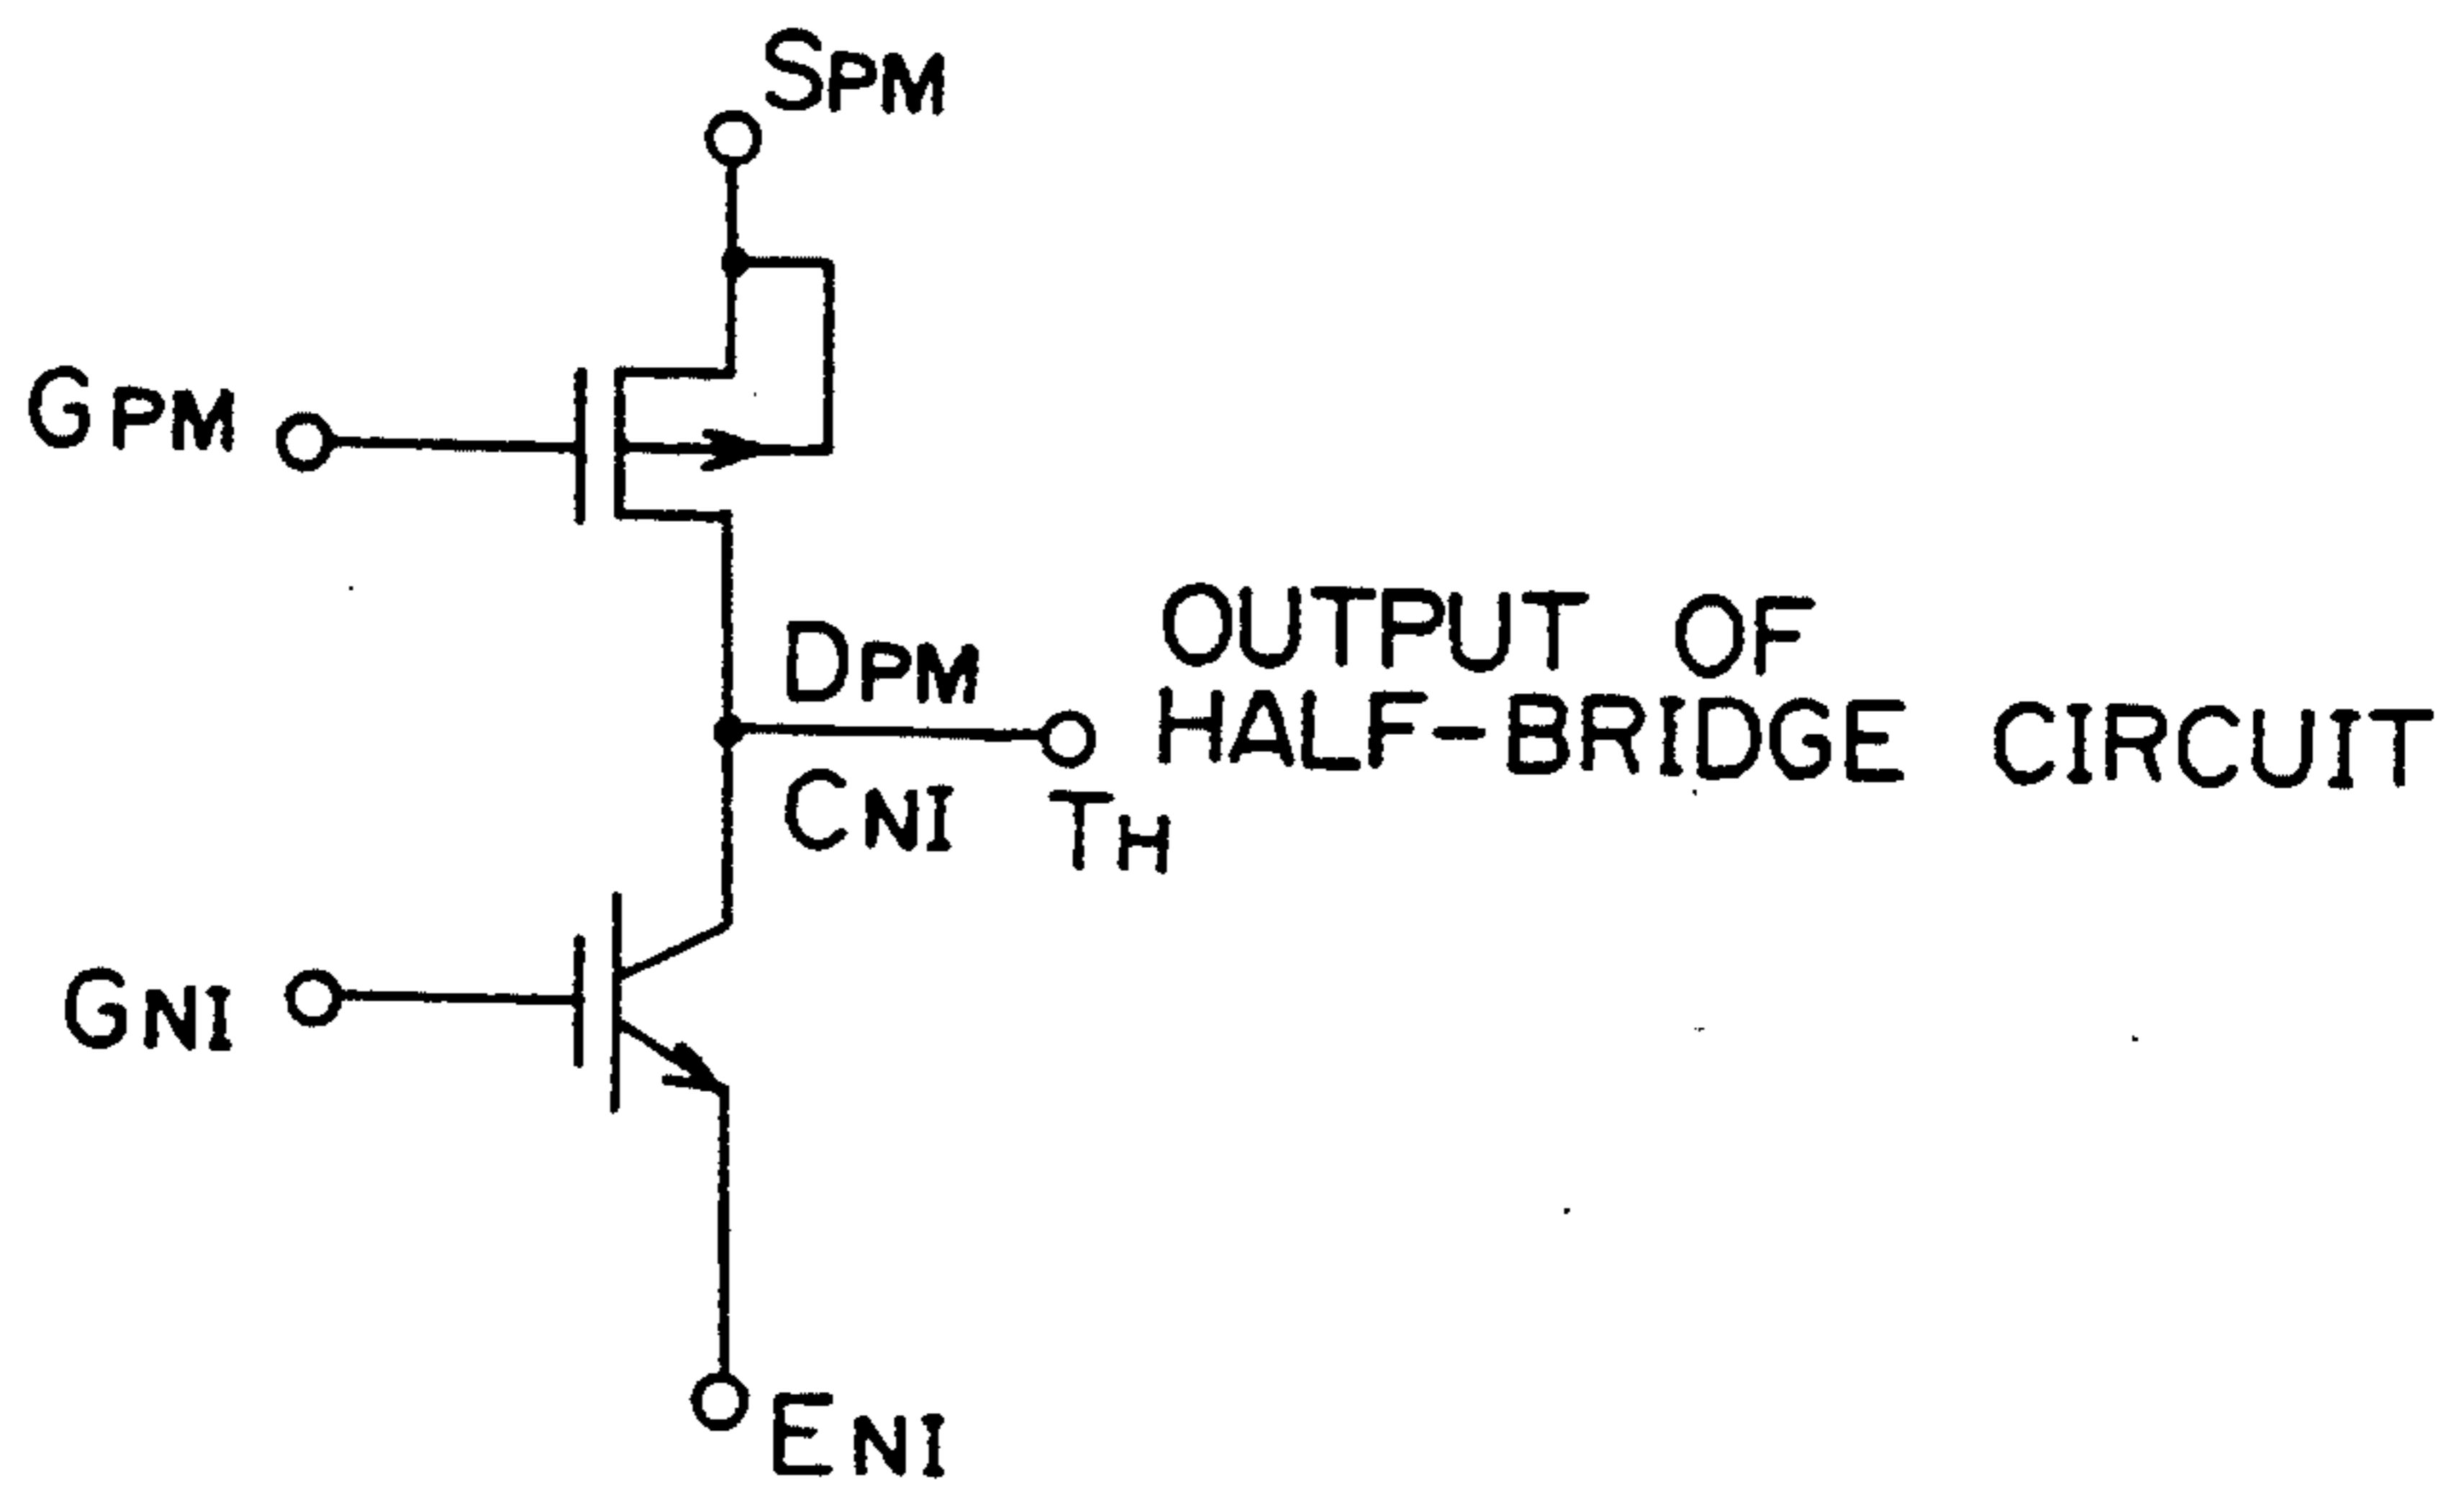 SPM
GPM
DPM
OUTPUT OF
HALF-BRIDGE CIRCUIT
CNI
TH
GNI
ENI